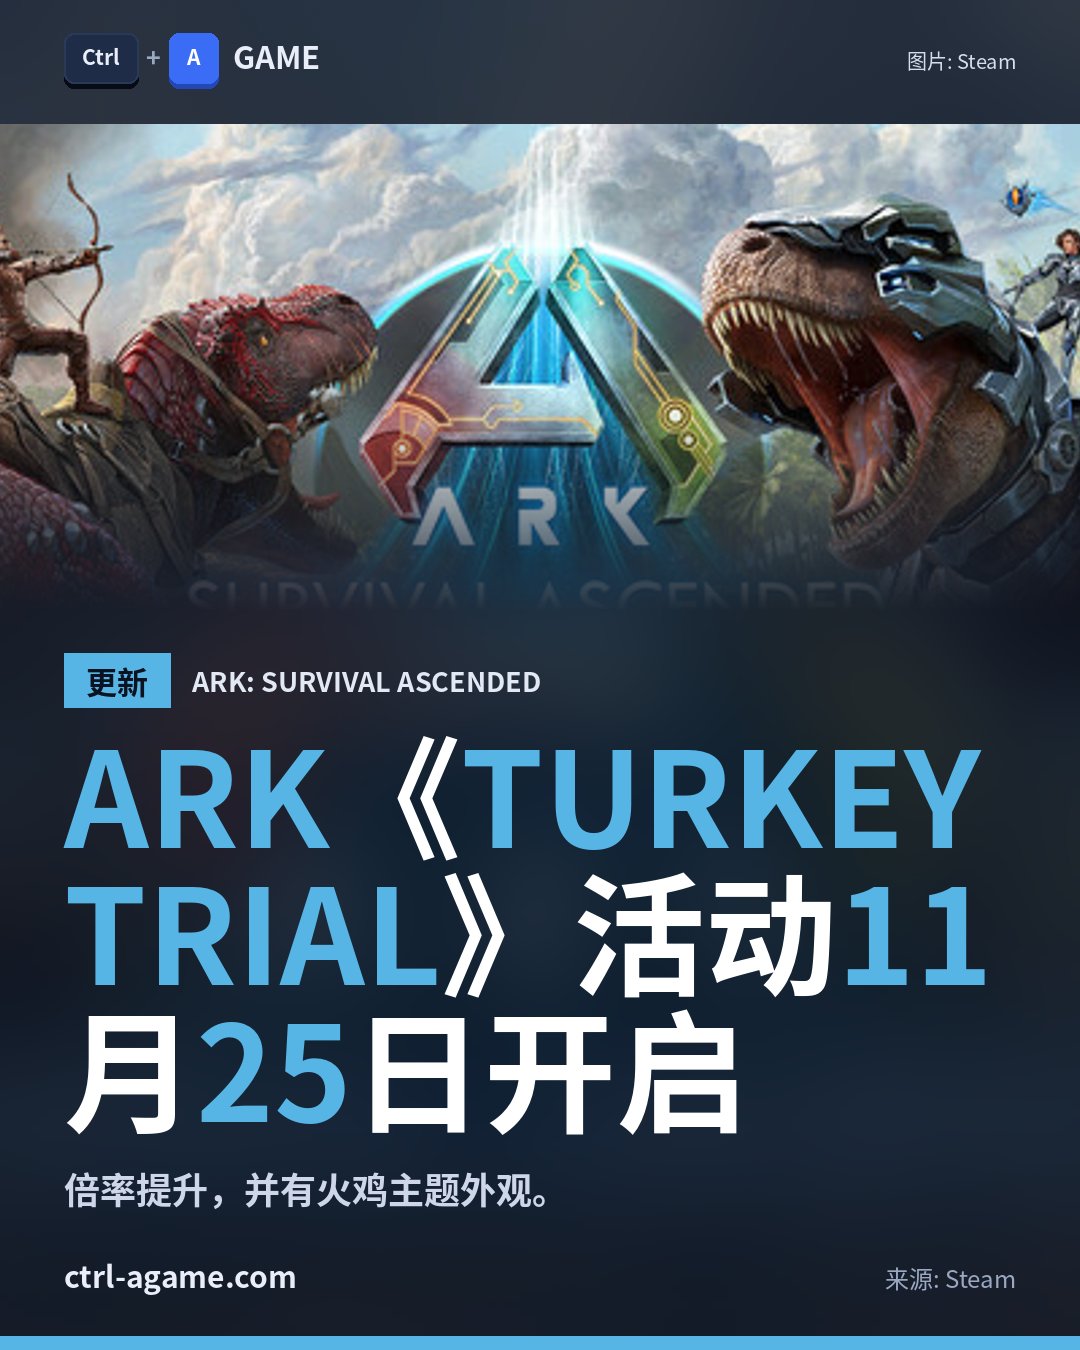 Ctrl + A GAME
图片: Steam
ARK
SURVIVAL ASCENDED
更新 ARK: SURVIVAL ASCENDED
ARK《TURKEY
TRIAL》活动11
月25日开启
倍率提升，并有火鸡主题外观。
ctrl-agame.com
来源: Steam